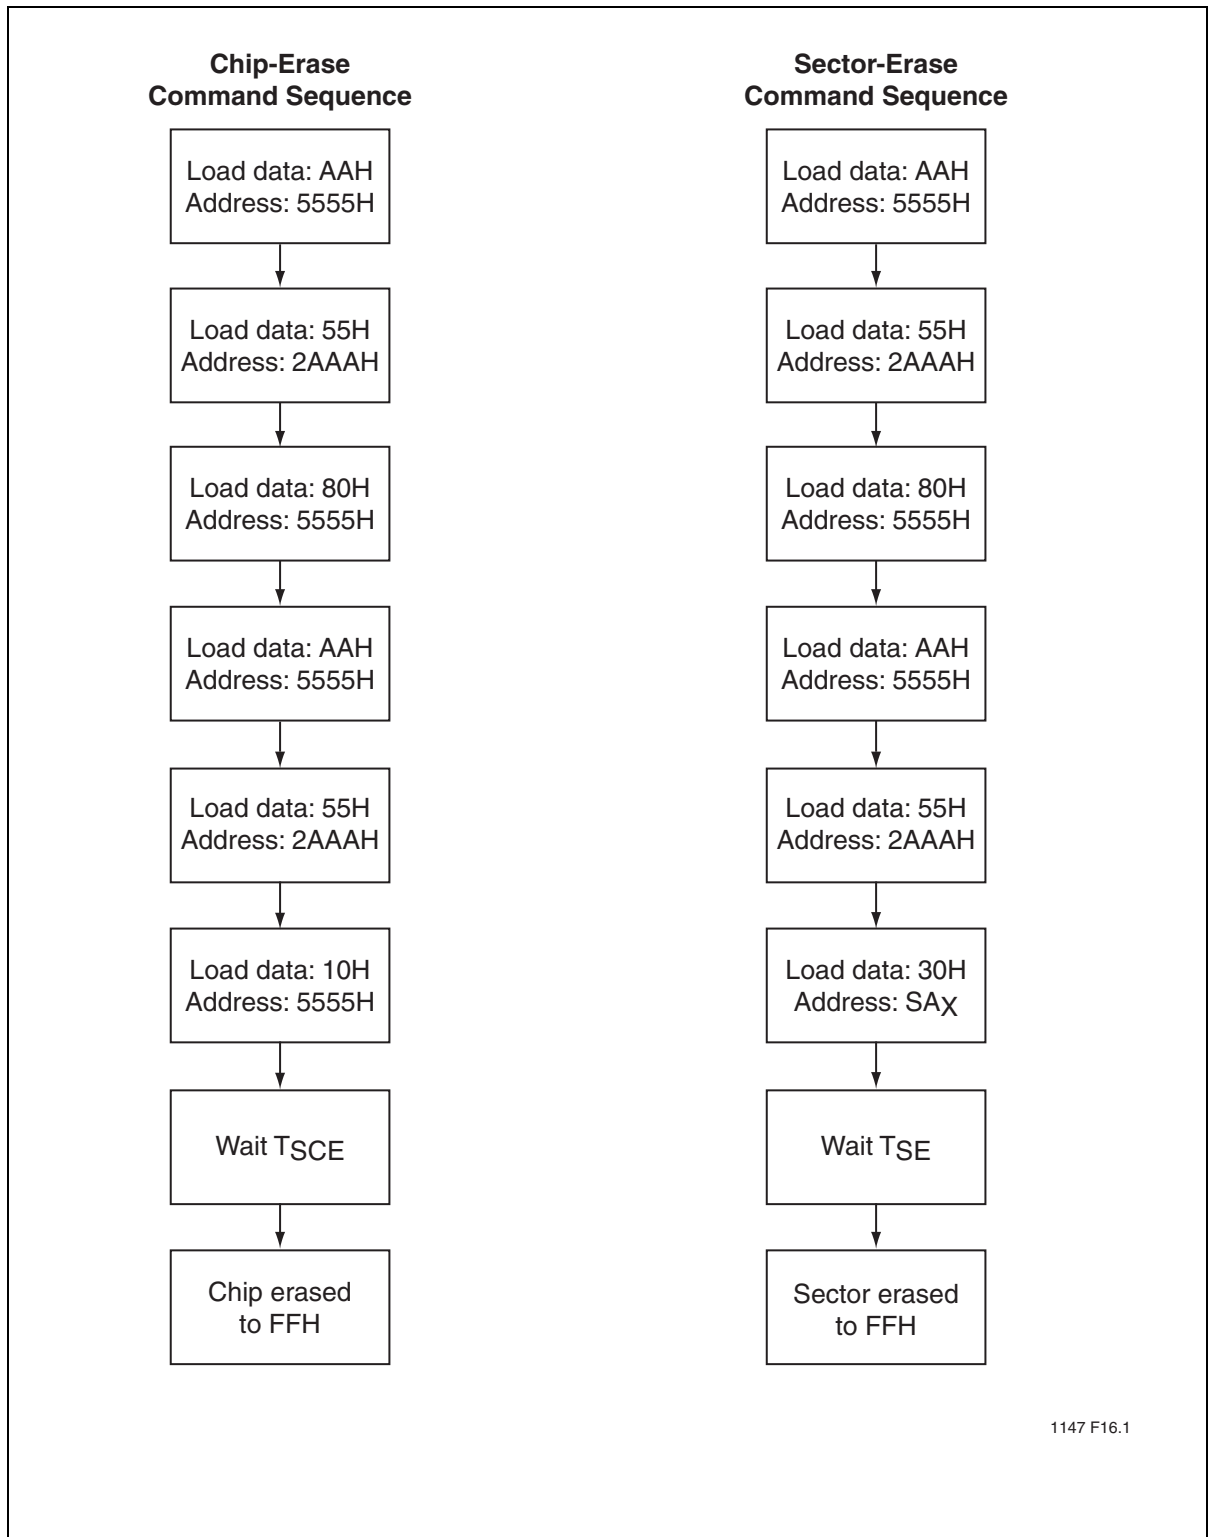 Chip-Erase
Command Sequence
Load data: AAH
Address: 5555H
Load data: 55H
Address: 2AAAH
Load data: 80H
Address: 5555H
Load data: AAH
Address: 5555H
Load data: 55H
Address: 2AAAH
Load data: 10H
Address: 5555H
Wait TSCE
Chip erased
to FFH
Sector-Erase
Command Sequence
Load data: AAH
Address: 5555H
Load data: 55H
Address: 2AAAH
Load data: 80H
Address: 5555H
Load data: AAH
Address: 5555H
Load data: 55H
Address: 2AAAH
Load data: 30H
Address: SAX
Wait TSE
Sector erased
to FFH
1147 F16.1